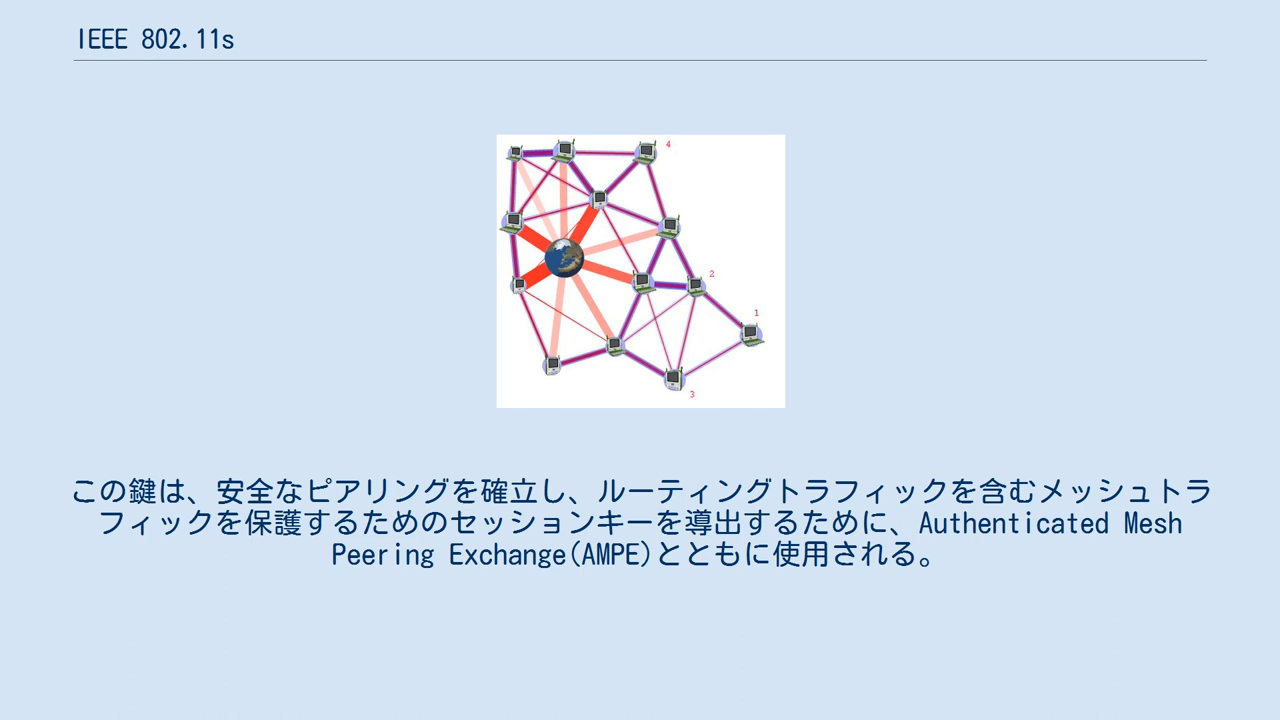 IEEE 802.11s
4
2
1
3
この鍵は、安全なピアリングを確立し、ルーティングトラフィックを含むメッシュトラ
フィックを保護するためのセッションキーを導出するために、Authenticated Mesh
Peering Exchange(AMPE)とともに使用される。